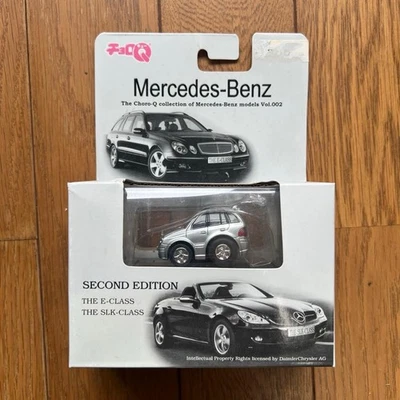 チョロQ
Mercedes-Benz
The Choro-Q collection of Mercedes-Benz models Vol.002
SECOND EDITION
THE E-CLASS
THE SLK-CLASS
Intellectual Property Rights licensed by DaimlerChrysler AG